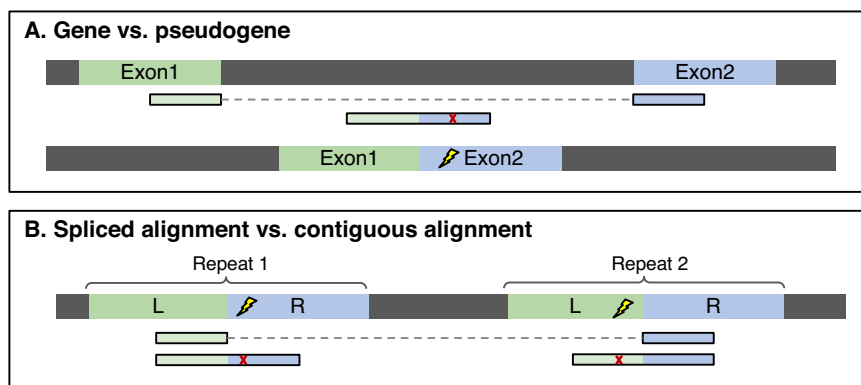 A. Gene vs. pseudogene
Exon1 Exon2
x
Exon1 Exon2
B. Spliced alignment vs. contiguous alignment
Repeat 1 Repeat 2
L R L R
x x